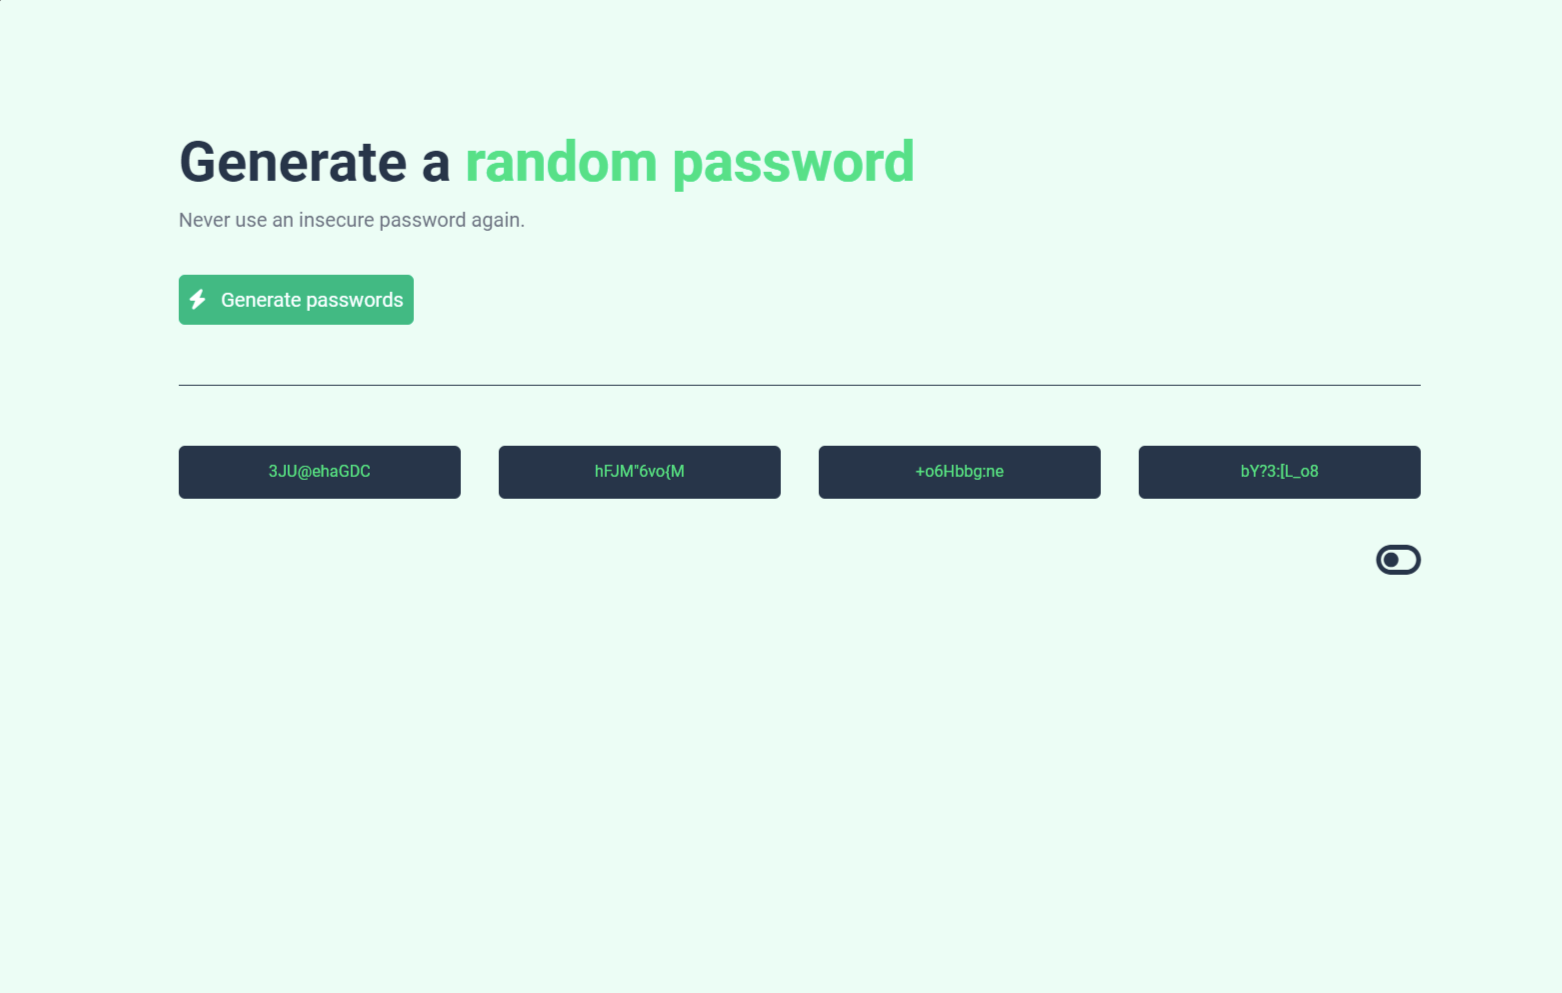 Generate a random password
Never use an insecure password again.
Generate passwords
3JU@ehaGDC
hFJM"6vo{M
+o6Hbbg:ne
bY?3:[L_o8